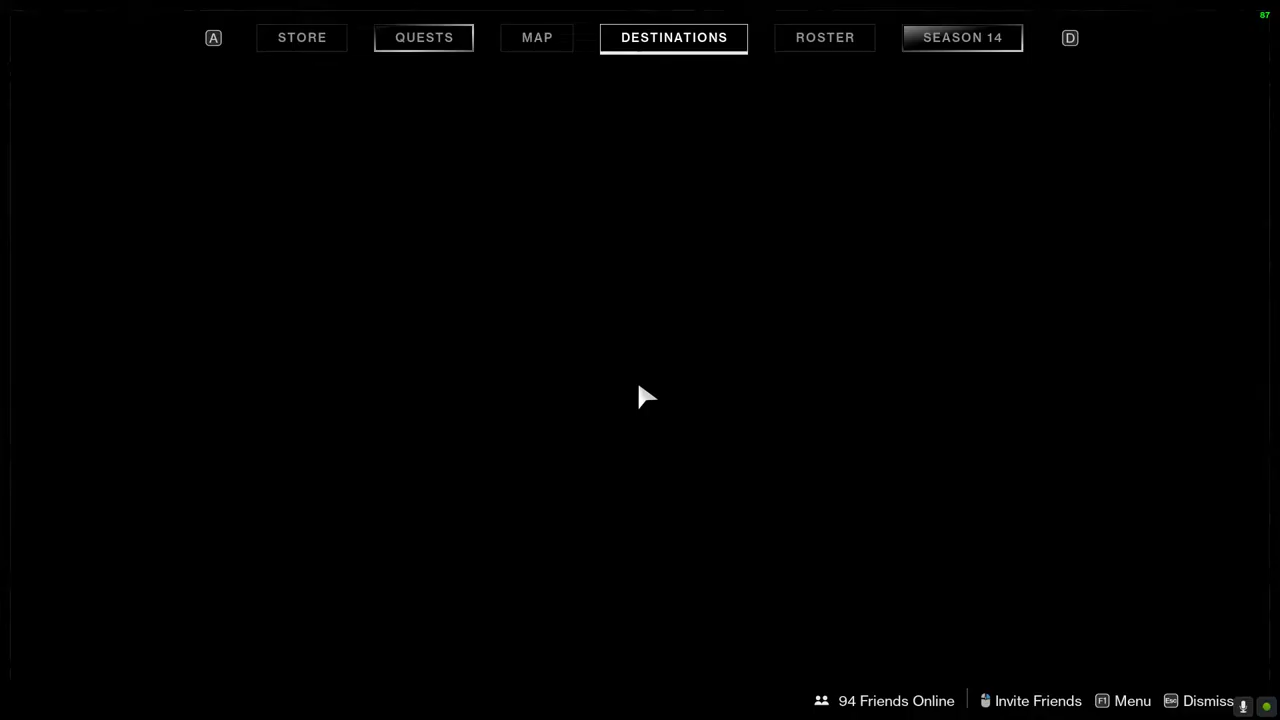 87
A STORE QUESTS MAP DESTINATIONS ROSTER SEASON 14 D
94 Friends Online Invite Friends F1 Menu Esc Dismiss